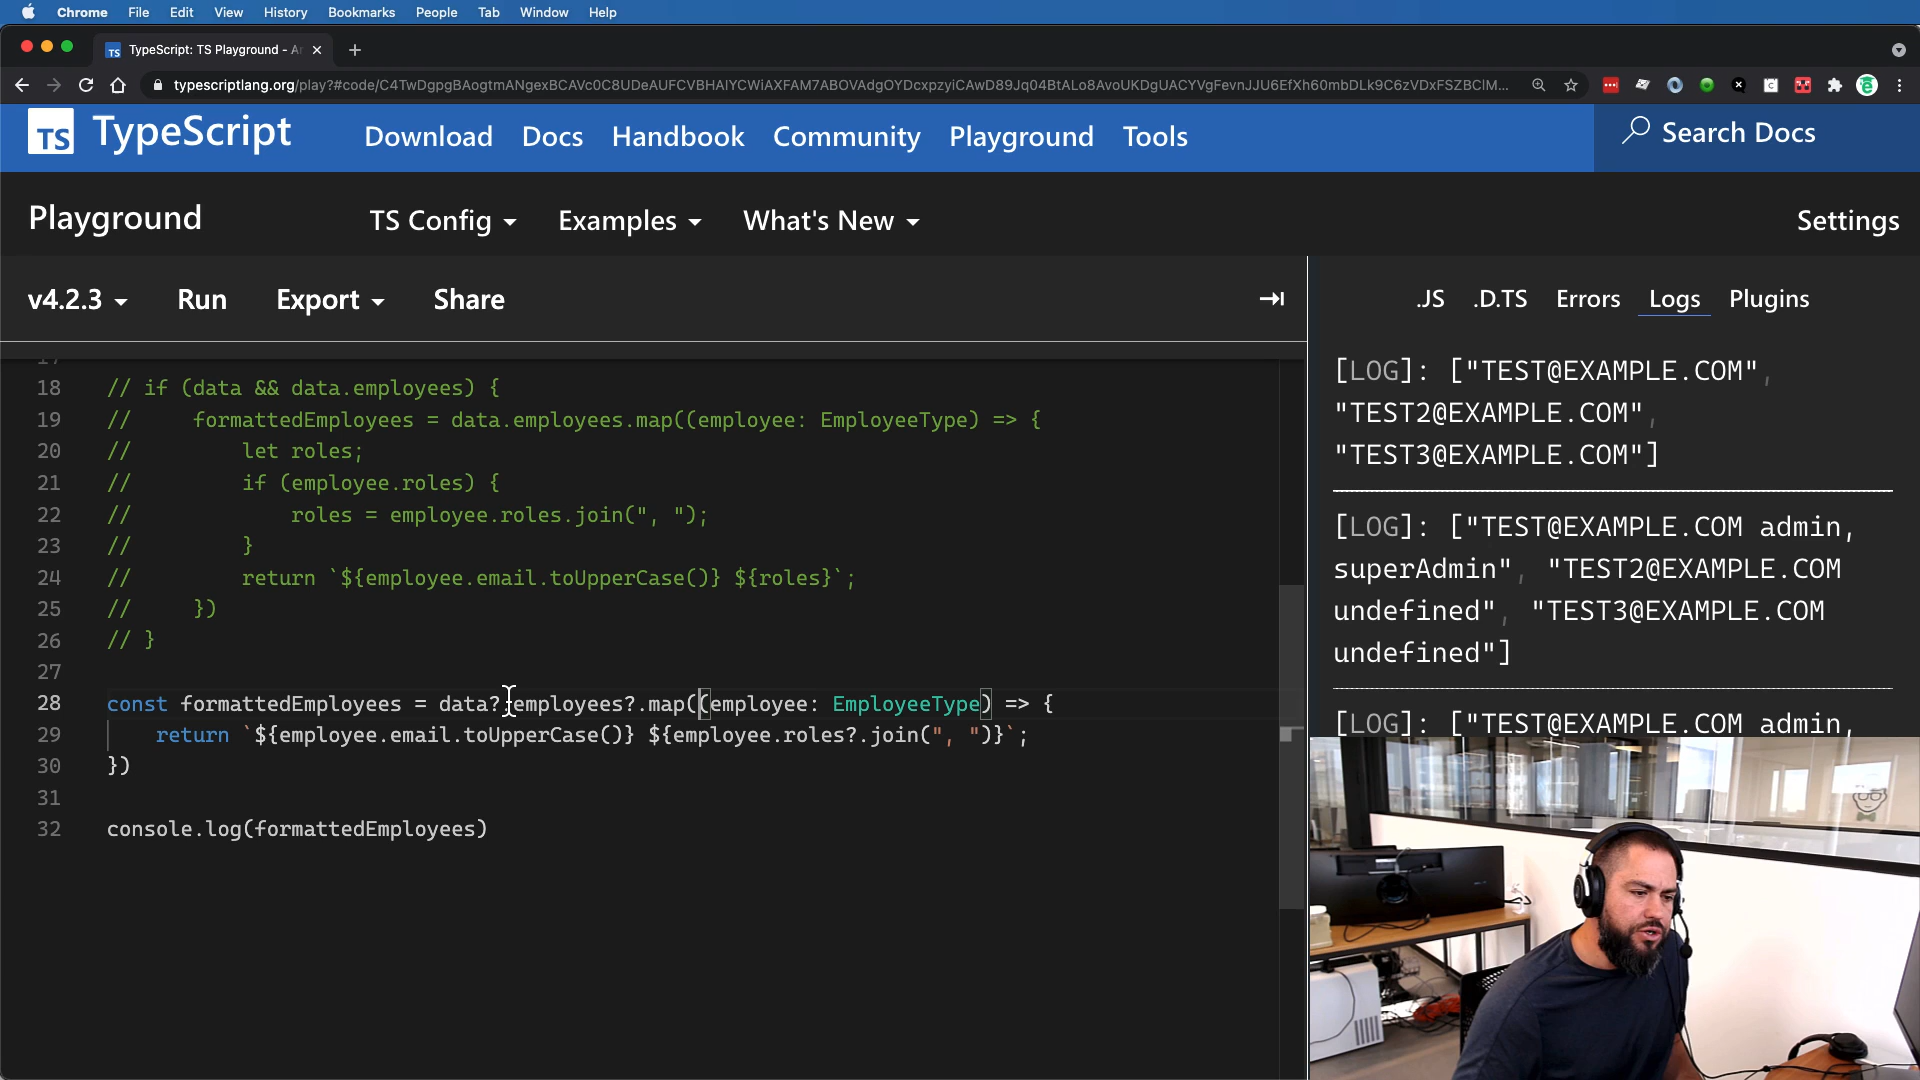 Chrome File Edit View History Bookmarks People Tab Window Help
TS TypeScript: TS Playground - A
typescriptlang.org/play?#code/C4TwDgpgBAogtmANgexBCAVc0C8UDeAUFCVBHAIYCWiAXFAM7ABOVAdgOYDcxpzyiCAwD89Jq04BtALo8AvoUKDgUACYVgFevnJJU6EfXh60mbDLk9C6zVDxFSZBClM...
TS TypeScript Download Docs Handbook Community Playground Tools Search Docs
Playground TS Config Examples What's New Settings
v4.2.3 Run Export Share
.JS .D.TS Errors Logs Plugins
17
18 // if (data && data.employees) {
19 //     formattedEmployees = data.employees.map((employee: EmployeeType) => {
20 //         let roles;
21 //         if (employee.roles) {
22 //             roles = employee.roles.join(", ");
23 //         }
24 //         return `${employee.email.toUpperCase()} ${roles}`;
25 //     })
26 // }
27
28 const formattedEmployees = data?.employees?.map((employee: EmployeeType) => {
29     return `${employee.email.toUpperCase()} ${employee.roles?.join(", ")}`;
30 })
31
32 console.log(formattedEmployees)
[LOG]: ["TEST@EXAMPLE.COM",
"TEST2@EXAMPLE.COM",
"TEST3@EXAMPLE.COM"]
[LOG]: ["TEST@EXAMPLE.COM admin,
superAdmin", "TEST2@EXAMPLE.COM
undefined", "TEST3@EXAMPLE.COM
undefined"]
[LOG]: ["TEST@EXAMPLE.COM admin,